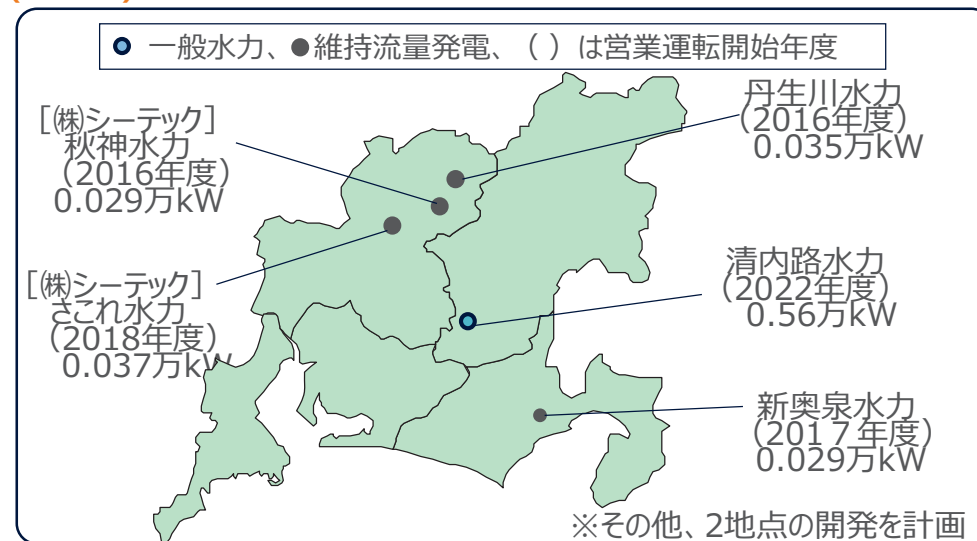 一般水力、●維持流量発電、（ ）は営業運転開始年度
[㈱シーテック]
秋神水力
（2016年度）
0.029万kW
丹生川水力
（2016年度）
0.035万kW
[㈱シーテック]
さこれ水力
（2018年度）
0.037万kW
清内路水力
（2022年度）
0.56万kW
新奥泉水力
（2017年度）
0.029万kW
※その他、2地点の開発を計画